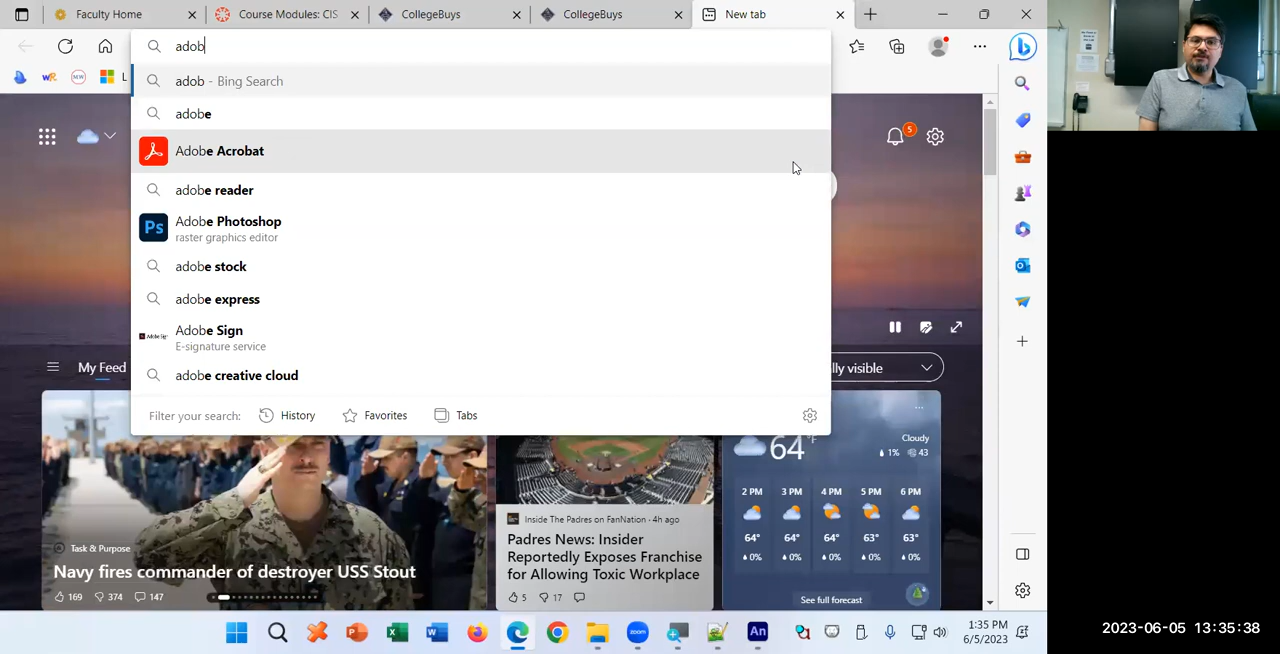 Faculty Home
Course Modules: CIS
CollegeBuys
CollegeBuys
New tab
adob
L
adob - Bing Search
adobe
Adobe Acrobat
adobe reader
Ps
Adobe Photoshop
raster graphics editor
adobe stock
adobe express
Adobe Sign
E-signature service
adobe creative cloud
Filter your search:
History
Favorites
Tabs
5
My Feed
lly visible
Task & Purpose
Navy fires commander of destroyer USS Stout
169
374
147
Inside The Padres on FanNation · 4h ago
Padres News: Insider
Reportedly Exposes Franchise
for Allowing Toxic Workplace
5
17
64°F
Cloudy
1% 43
2 PM 3 PM 4 PM 5 PM 6 PM
64° 64° 64° 63° 63°
0% 0% 0% 0% 0%
See full forecast
zoom
An
1:35 PM
6/5/2023
2023-06-05 13:35:38